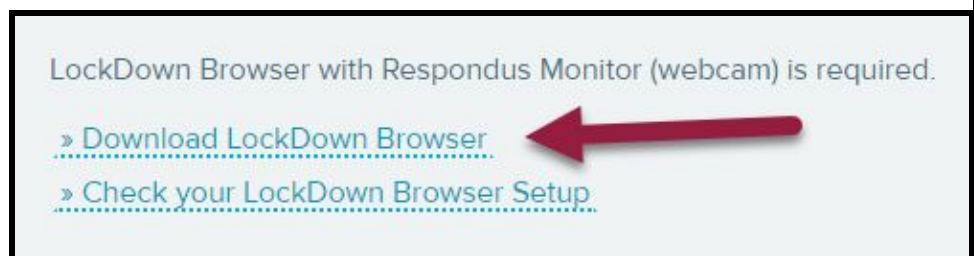 LockDown Browser with Respondus Monitor (webcam) is required.
» Download LockDown Browser
» Check your LockDown Browser Setup